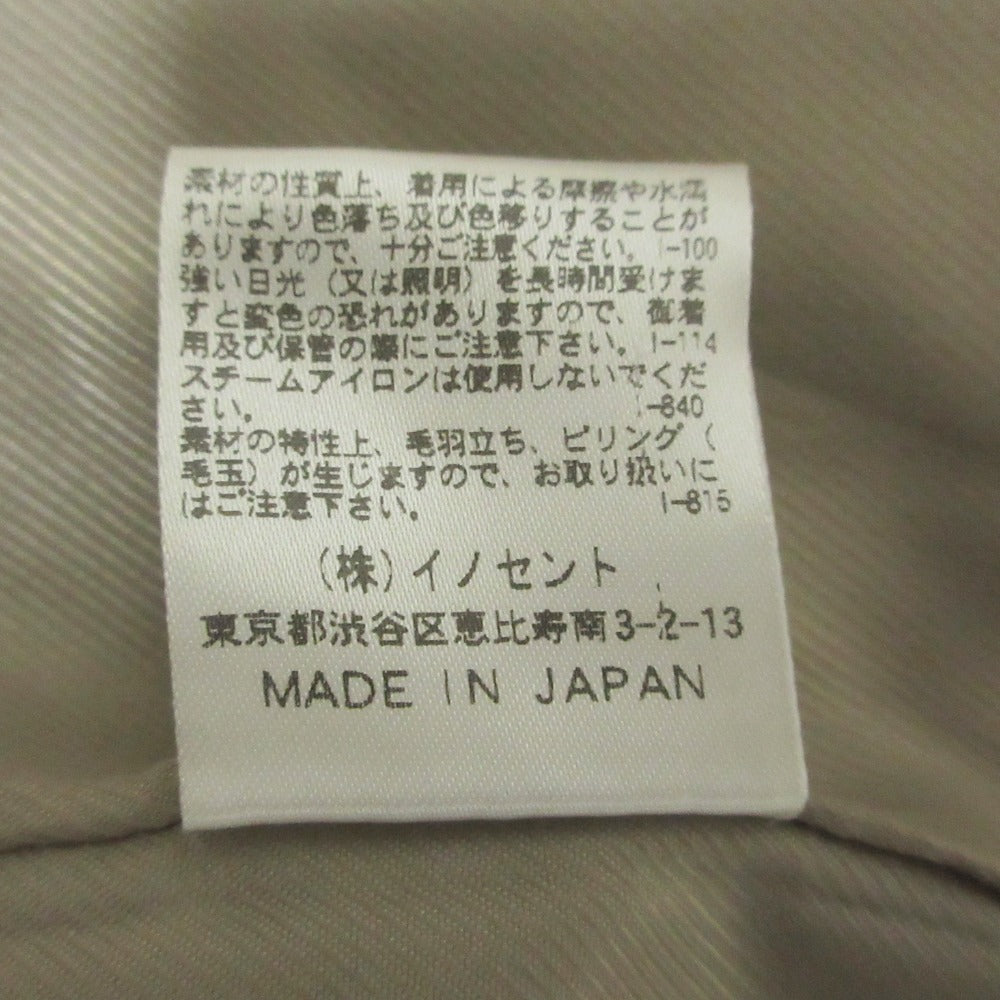 素材の性質上、着用による摩擦や水濡
れにより色落ち及び色移りすることが
ありますので、十分ご注意ください。I-100
強い日光（又は照明）を長時間受けま
すと変色の恐れがありますので、御着
用及び保管の際にご注意下さい。I-114
スチームアイロンは使用しないでくだ
さい。 I-840
素材の特性上、毛羽立ち、ピリング（
毛玉）が生じますので、お取り扱いに
はご注意下さい。 I-815
（株）イノセント
東京都渋谷区恵比寿南3-2-13
MADE IN JAPAN